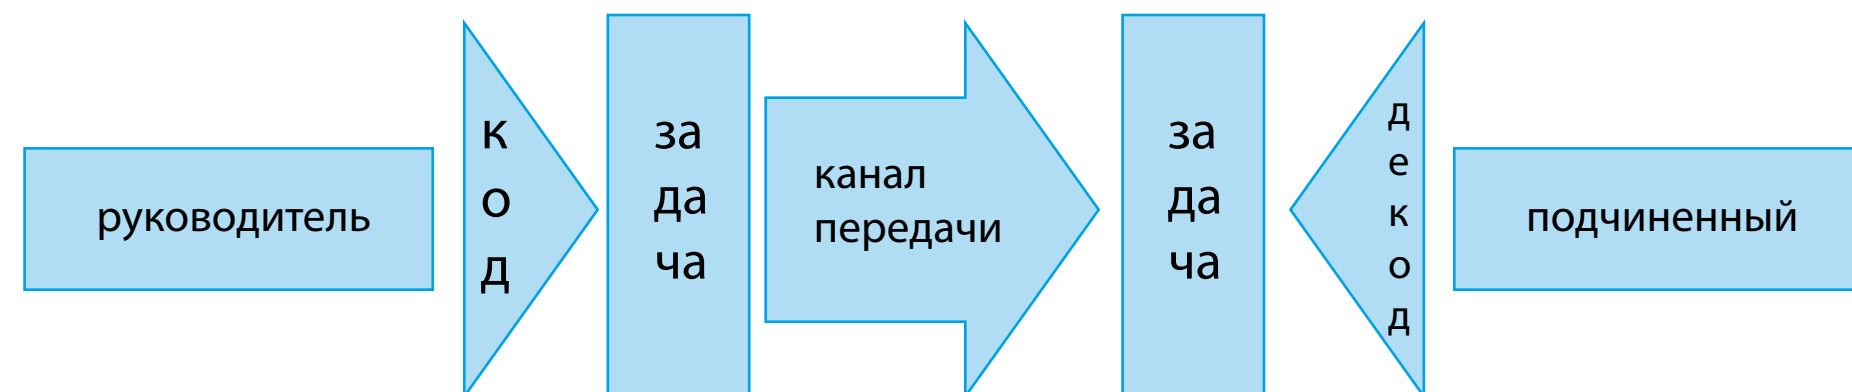 руководитель
к
о
д
за
да
ча
канал
передачи
за
да
ча
д
е
к
о
д
подчиненный